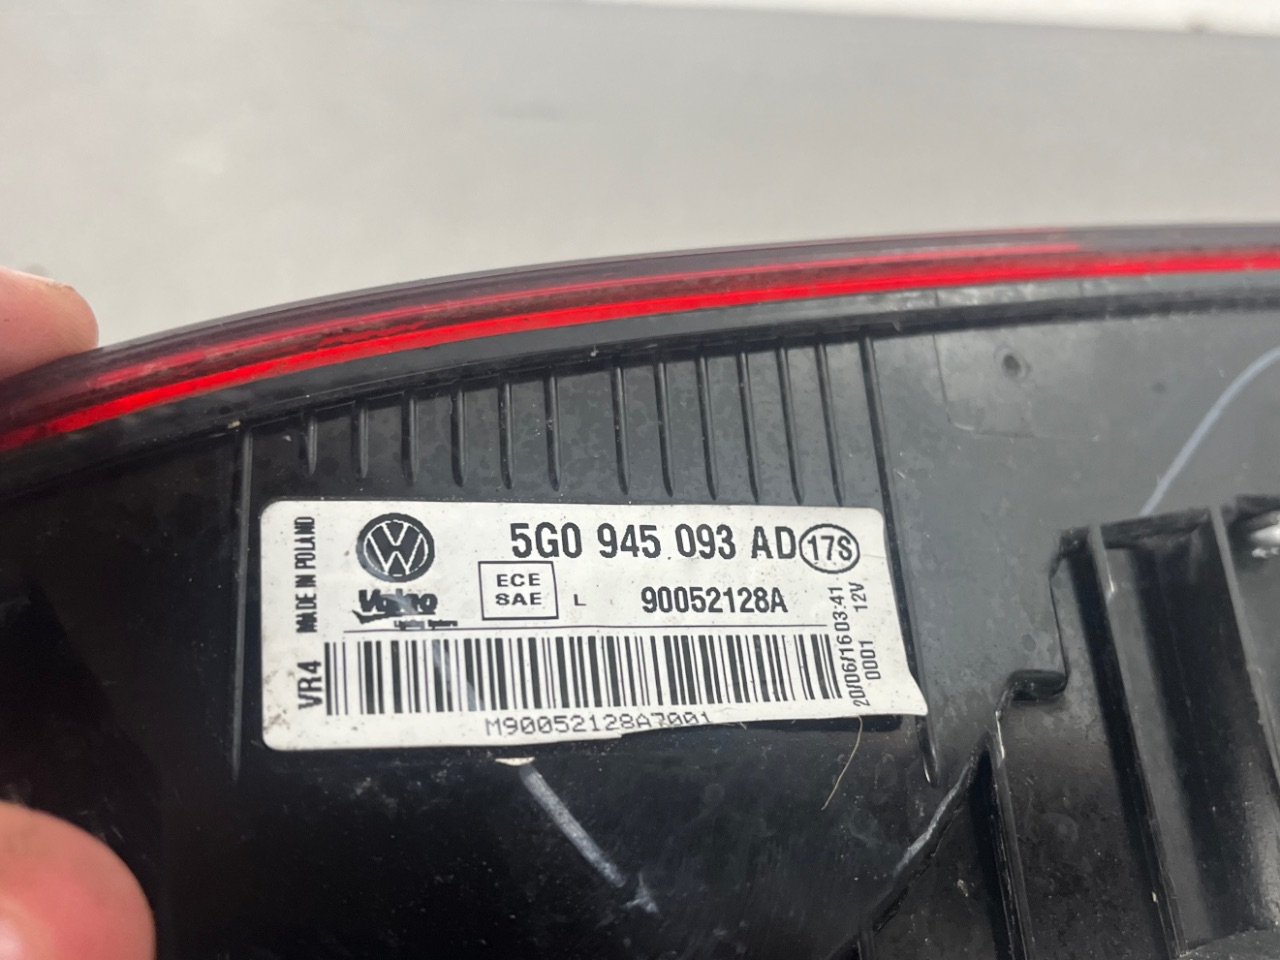 5G0 945 093 AD 17S
MADE IN POLAND
ECE
SAE L
90052128A
Valeo
VR4
20/06/16 03:41
0001 12V
M90052128A7001